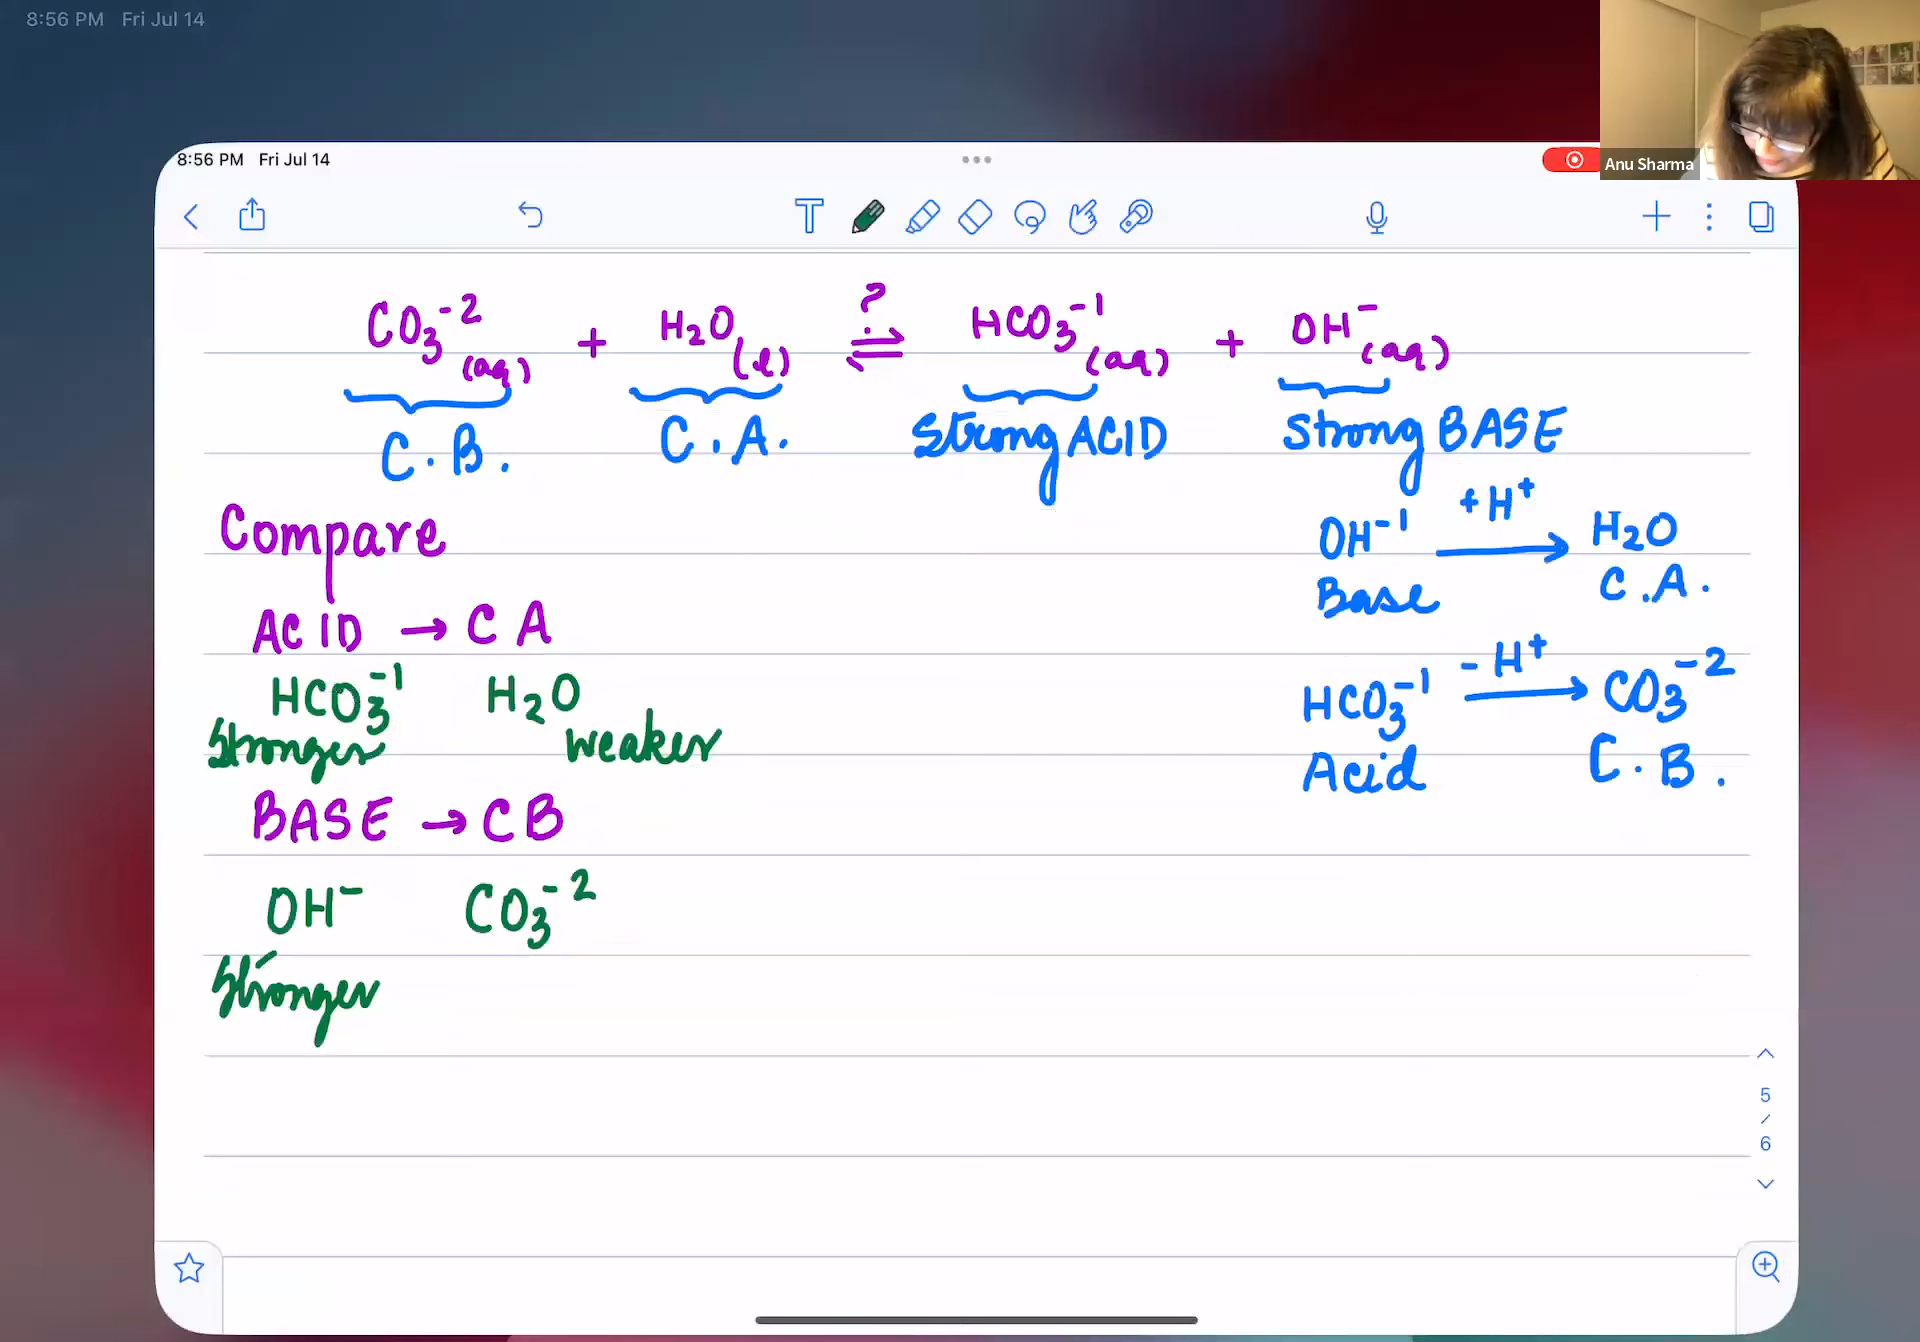 8:56 PM Fri Jul 14
8:56 PM Fri Jul 14
Anu Sharma
T
CO₃⁻²(aq) + H₂O(l) ?⇌ HCO₃⁻¹(aq) + OH⁻(aq)
C.B. C.A. Strong ACID Strong BASE
Compare
OH⁻¹ +H⁺→ H₂O
Base C.A.
ACID → CA
HCO₃⁻¹ H₂O
Stronger weaker
HCO₃⁻¹ -H⁺→ CO₃⁻²
Acid C.B.
BASE → CB
OH⁻ CO₃⁻²
Stronger
5
/
6